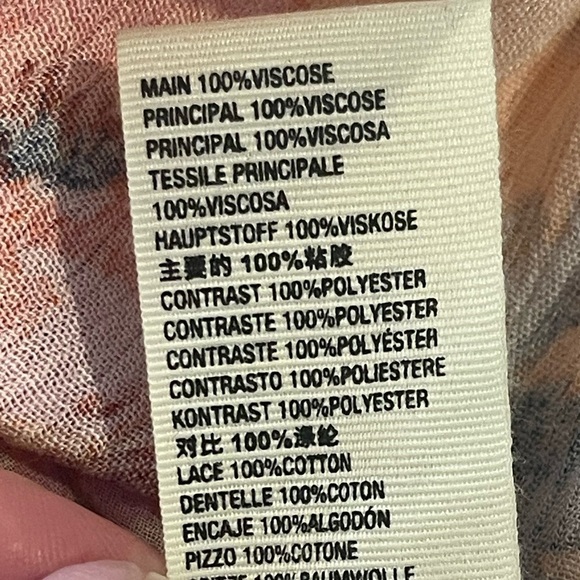 MAIN 100%VISCOSE
PRINCIPAL 100%VISCOSE
PRINCIPAL 100%VISCOSA
TESSILE PRINCIPALE
100%VISCOSA
HAUPTSTOFF 100%VISKOSE
主要的 100%粘胶
CONTRAST 100%POLYESTER
CONTRASTE 100%POLYESTER
CONTRASTE 100%POLYÉSTER
CONTRASTO 100%POLIESTERE
KONTRAST 100%POLYESTER
对比 100%涤纶
LACE 100%COTTON
DENTELLE 100%COTON
ENCAJE 100%ALGODÓN
PIZZO 100%COTONE
100%BAUMWOLLE